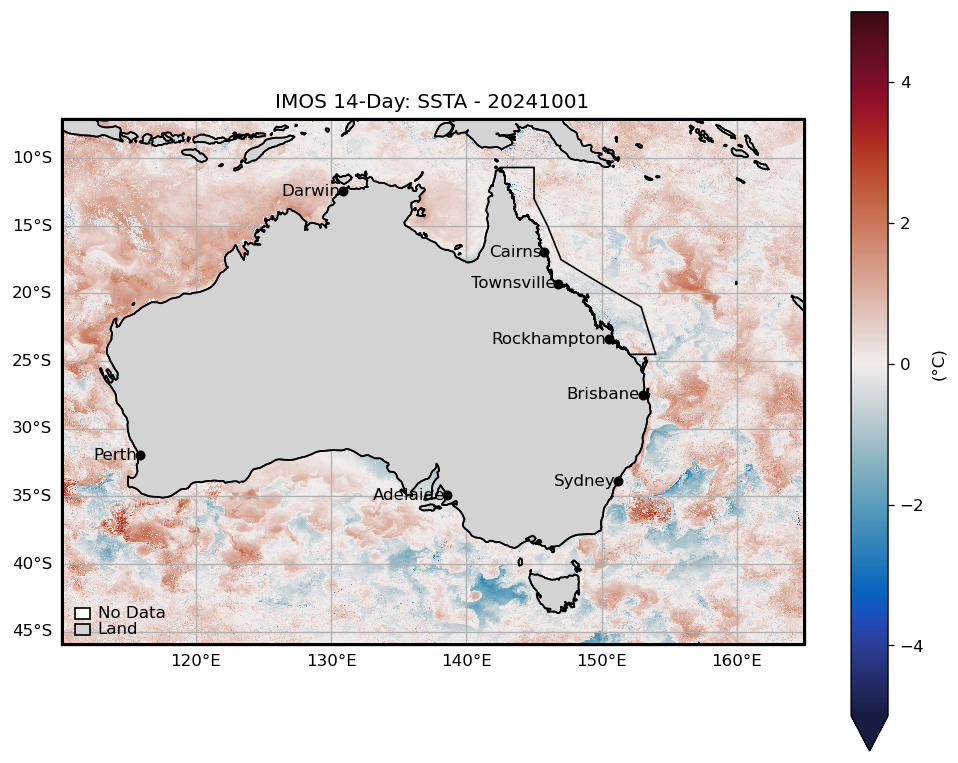 IMOS 14-Day: SSTA - 20241001
10°S
15°S
20°S
25°S
30°S
35°S
40°S
45°S
Darwin
Cairns
Townsville
Rockhampton
Brisbane
Perth
Sydney
Adelaide
No Data
Land
120°E 130°E 140°E 150°E 160°E
4
2
0
−2
−4
(°C)